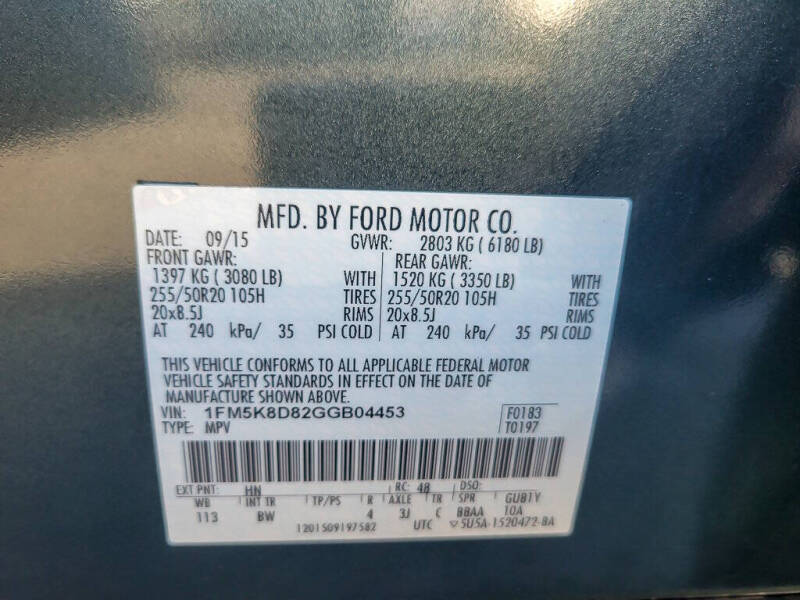 MFD. BY FORD MOTOR CO.
DATE: 09/15 GVWR: 2803 KG ( 6180 LB)
FRONT GAWR: REAR GAWR:
1397 KG ( 3080 LB) WITH 1520 KG ( 3350 LB) WITH
255/50R20 105H TIRES 255/50R20 105H TIRES
20x8.5J RIMS 20x8.5J RIMS
AT 240 kPa/ 35 PSI COLD AT 240 kPa/ 35 PSI COLD
THIS VEHICLE CONFORMS TO ALL APPLICABLE FEDERAL MOTOR
VEHICLE SAFETY STANDARDS IN EFFECT ON THE DATE OF
MANUFACTURE SHOWN ABOVE.
VIN: 1FM5K8D82GGB04453 F0183
TYPE: MPV T0197
EXT PNT: HN RC: 48 DSO:
WB INT TR TP/PS R AXLE TR SPR GUB1Y
113 BW 4 3J C BBAA 10A
1201509197582 UTC ▽5U5A-1520472-BA